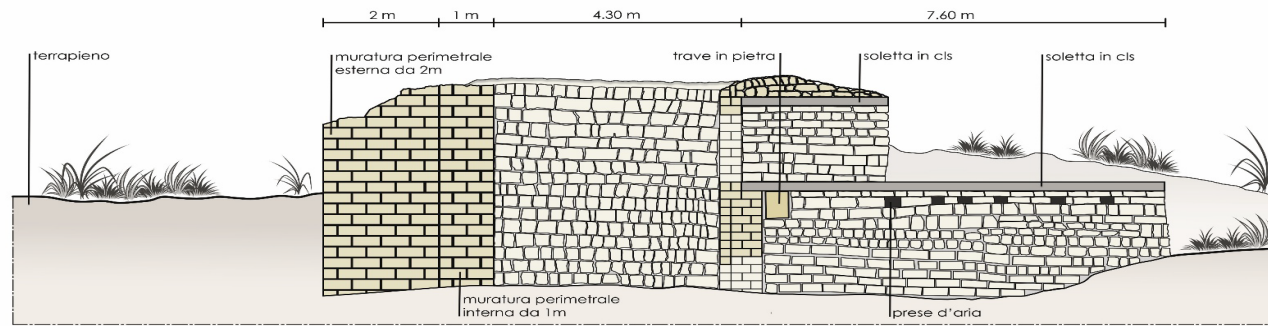 2 m
1 m
4.30 m
7.60 m
terrapieno
muratura perimetrale
esterna da 2m
trave in pietra
soletta in cls
soletta in cls
muratura perimetrale
interna da 1m
prese d'aria